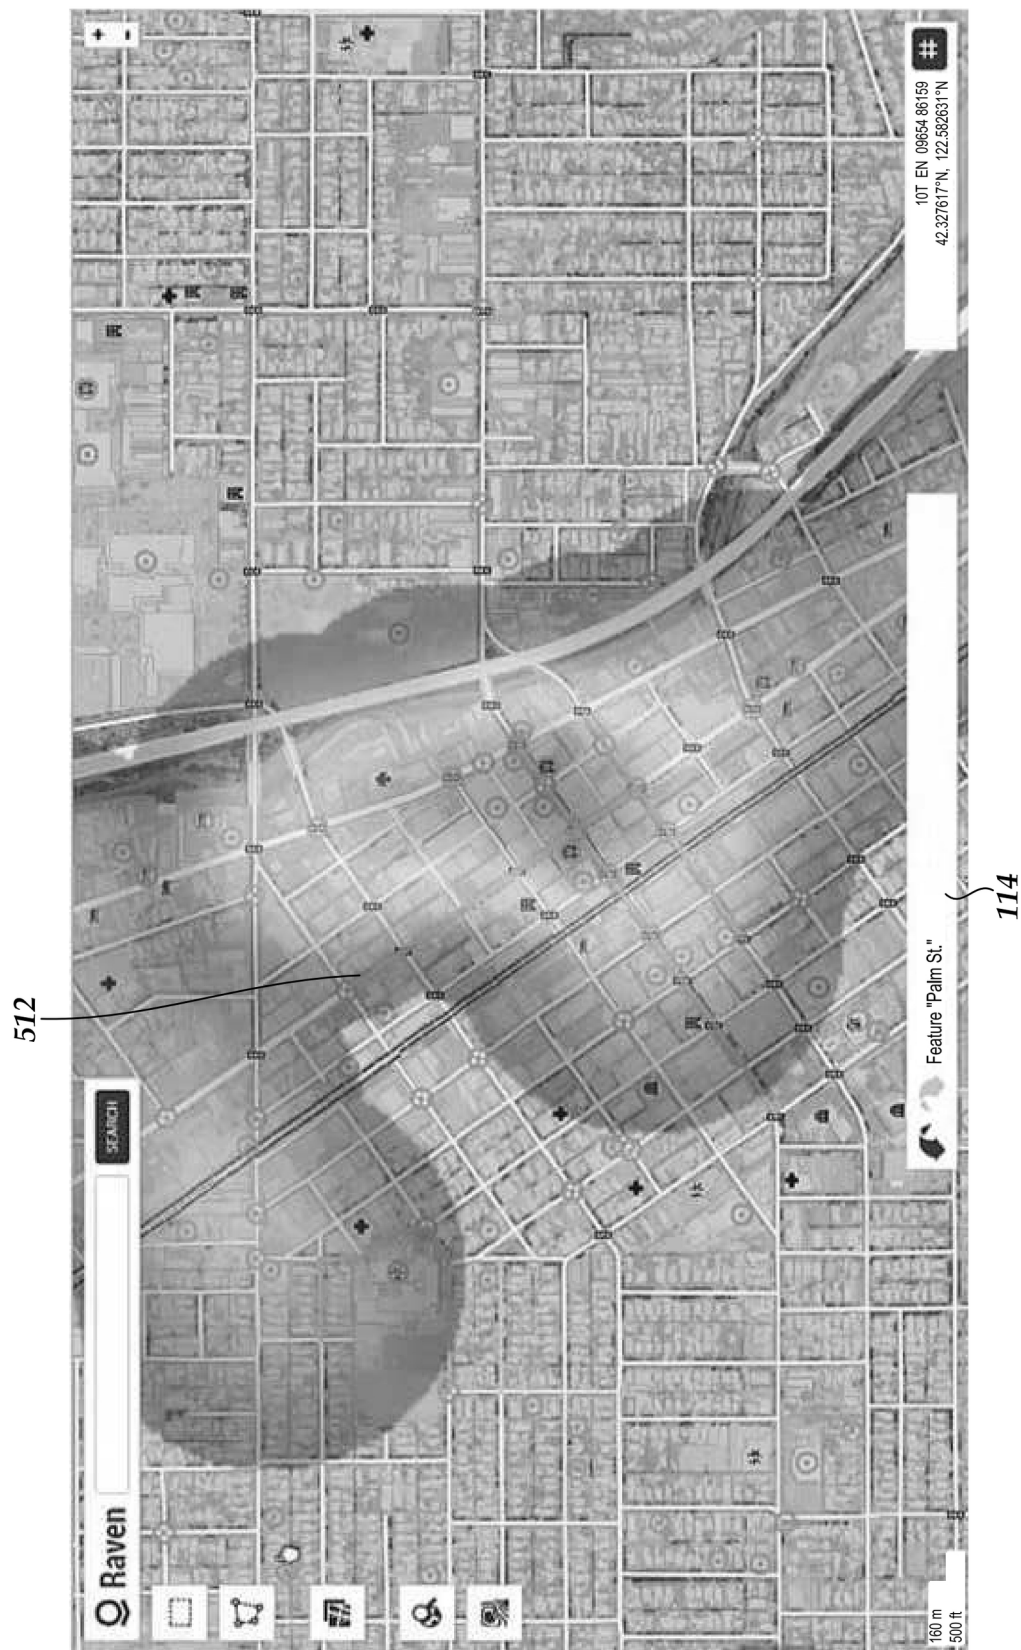 Raven
SEARCH
+
-
512
160 m
500 ft
Feature "Palm St."
114
#
10T EN 09654 86159
42.327617°N, 122.582631°N